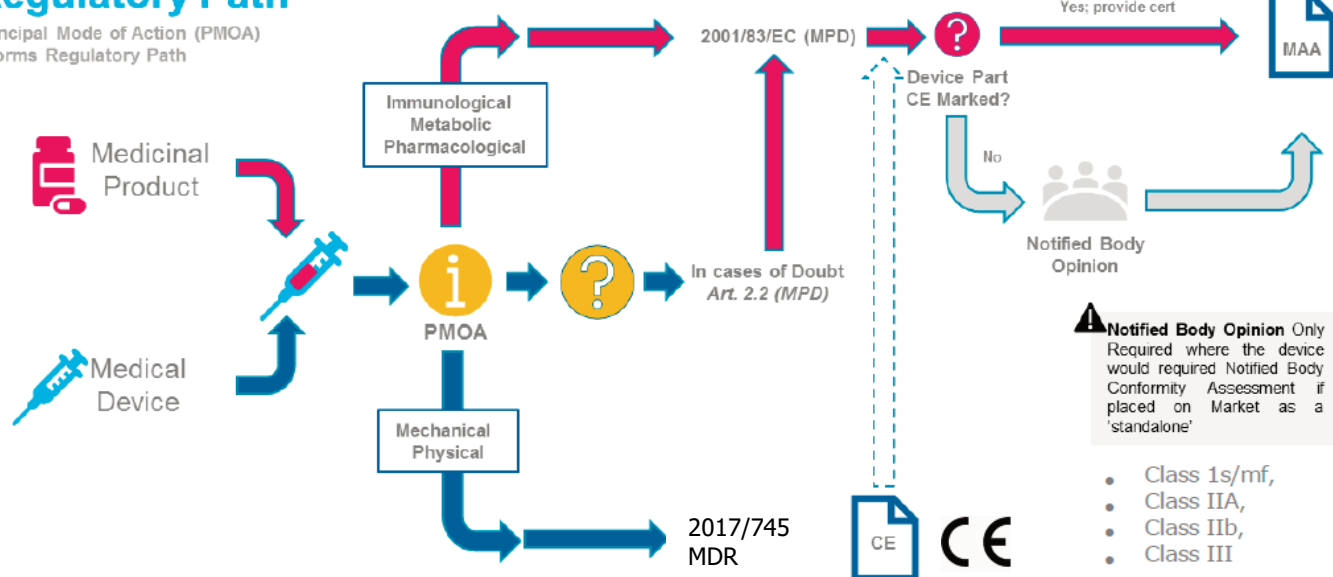 Regulatory Path
ncipal Mode of Action (PMOA)
orms Regulatory Path
Medicinal
Product
Medical
Device
Immunological
Metabolic
Pharmacological
PMOA
Mechanical
Physical
In cases of Doubt
Art. 2.2 (MPD)
2001/83/EC (MPD)
Device Part
CE Marked?
Yes; provide cert
MAA
No
Notified Body
Opinion
Notified Body Opinion Only
Required where the device
would required Notified Body
Conformity Assessment if
placed on Market as a
'standalone'
• Class 1s/mf,
• Class IIA,
• Class IIb,
• Class III
2017/745
MDR
CE
CE